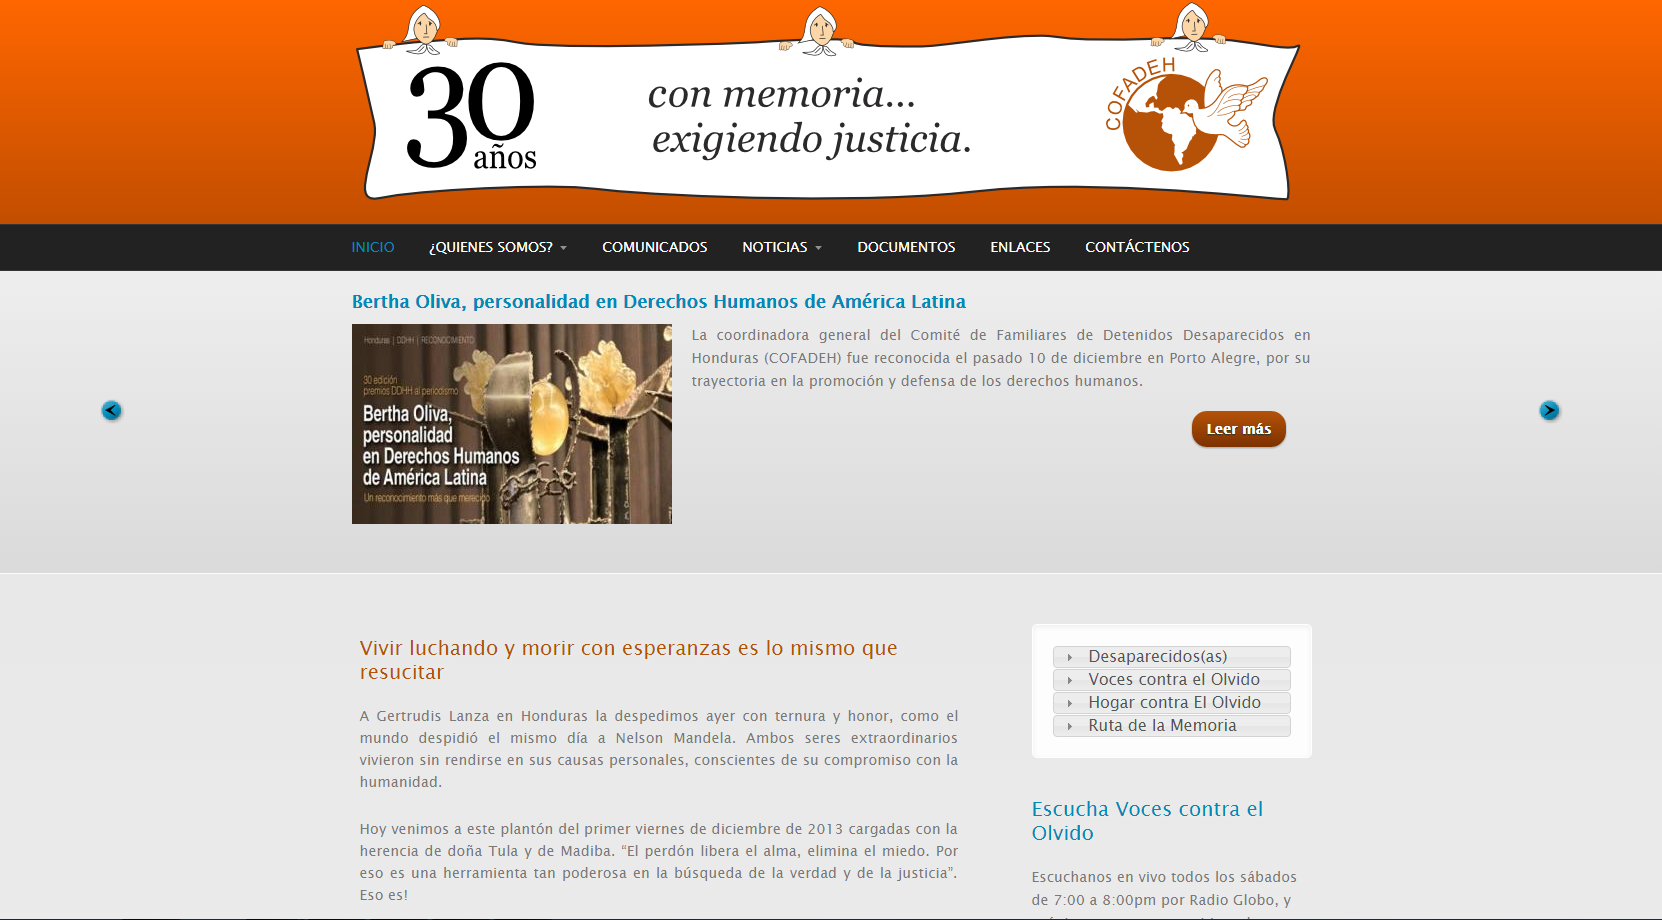 30
años
con memoria...
exigiendo justicia.
COFADEH
INICIO
¿QUIENES SOMOS?
COMUNICADOS
NOTICIAS
DOCUMENTOS
ENLACES
CONTÁCTENOS
Bertha Oliva, personalidad en Derechos Humanos de América Latina
Honduras | DDHH | RECONOCIMIENTO
30 edición
premios DDHH al periodismo
Bertha Oliva,
personalidad
en Derechos Humanos
de América Latina
Un reconocimiento más que merecido
La coordinadora general del Comité de Familiares de Detenidos Desaparecidos en
Honduras (COFADEH) fue reconocida el pasado 10 de diciembre en Porto Alegre, por su
trayectoria en la promoción y defensa de los derechos humanos.
Leer más
Vivir luchando y morir con esperanzas es lo mismo que
resucitar
A Gertrudis Lanza en Honduras la despedimos ayer con ternura y honor, como el
mundo despidió el mismo día a Nelson Mandela. Ambos seres extraordinarios
vivieron sin rendirse en sus causas personales, conscientes de su compromiso con la
humanidad.
Hoy venimos a este plantón del primer viernes de diciembre de 2013 cargadas con la
herencia de doña Tula y de Madiba. “El perdón libera el alma, elimina el miedo. Por
eso es una herramienta tan poderosa en la búsqueda de la verdad y de la justicia”.
Eso es!
Desaparecidos(as)
Voces contra el Olvido
Hogar contra El Olvido
Ruta de la Memoria
Escucha Voces contra el
Olvido
Escuchanos en vivo todos los sábados
de 7:00 a 8:00pm por Radio Globo, y